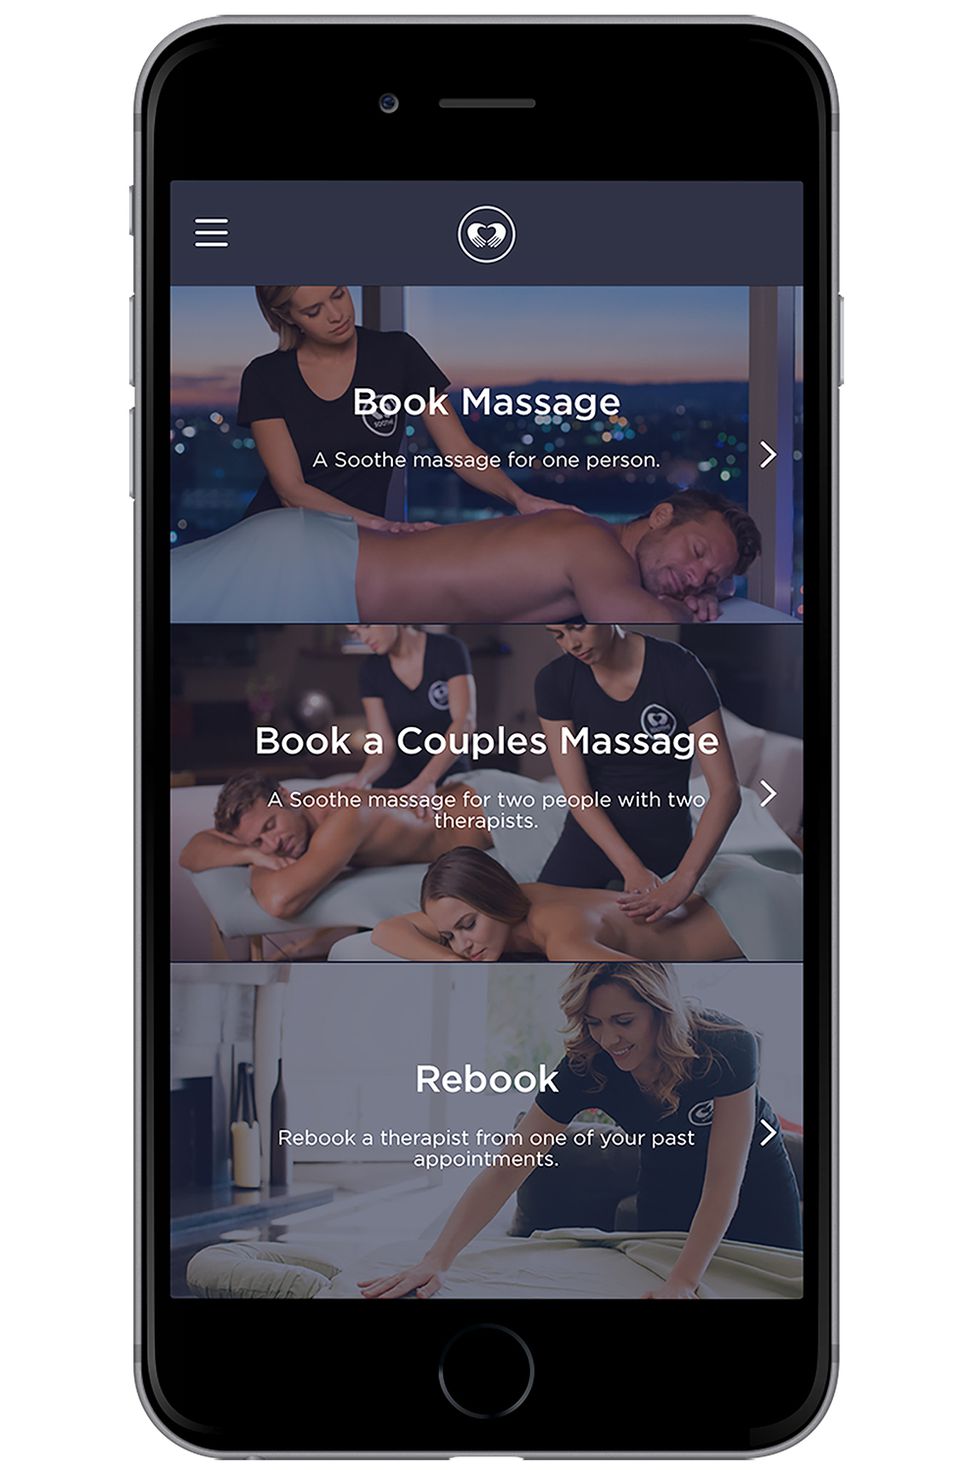 Book Massage
SOOTHE
A Soothe massage for one person.
Book a Couples Massage
A Soothe massage for two people with two
therapists.
Rebook
Rebook a therapist from one of your past
appointments.